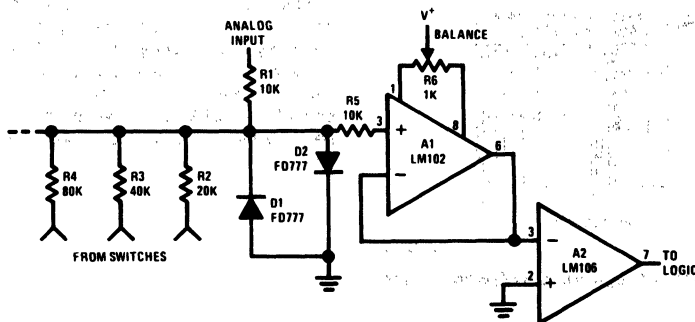 ANALOG
INPUT
V+
BALANCE
R1
10K
R6
1K
R5
10K
1
8
3
+
A1
LM102
6
−
D2
FD777
R4
80K
R3
40K
R2
20K
D1
FD777
FROM SWITCHES
3
−
A2
LM106
7
TO
LOGIC
2
+